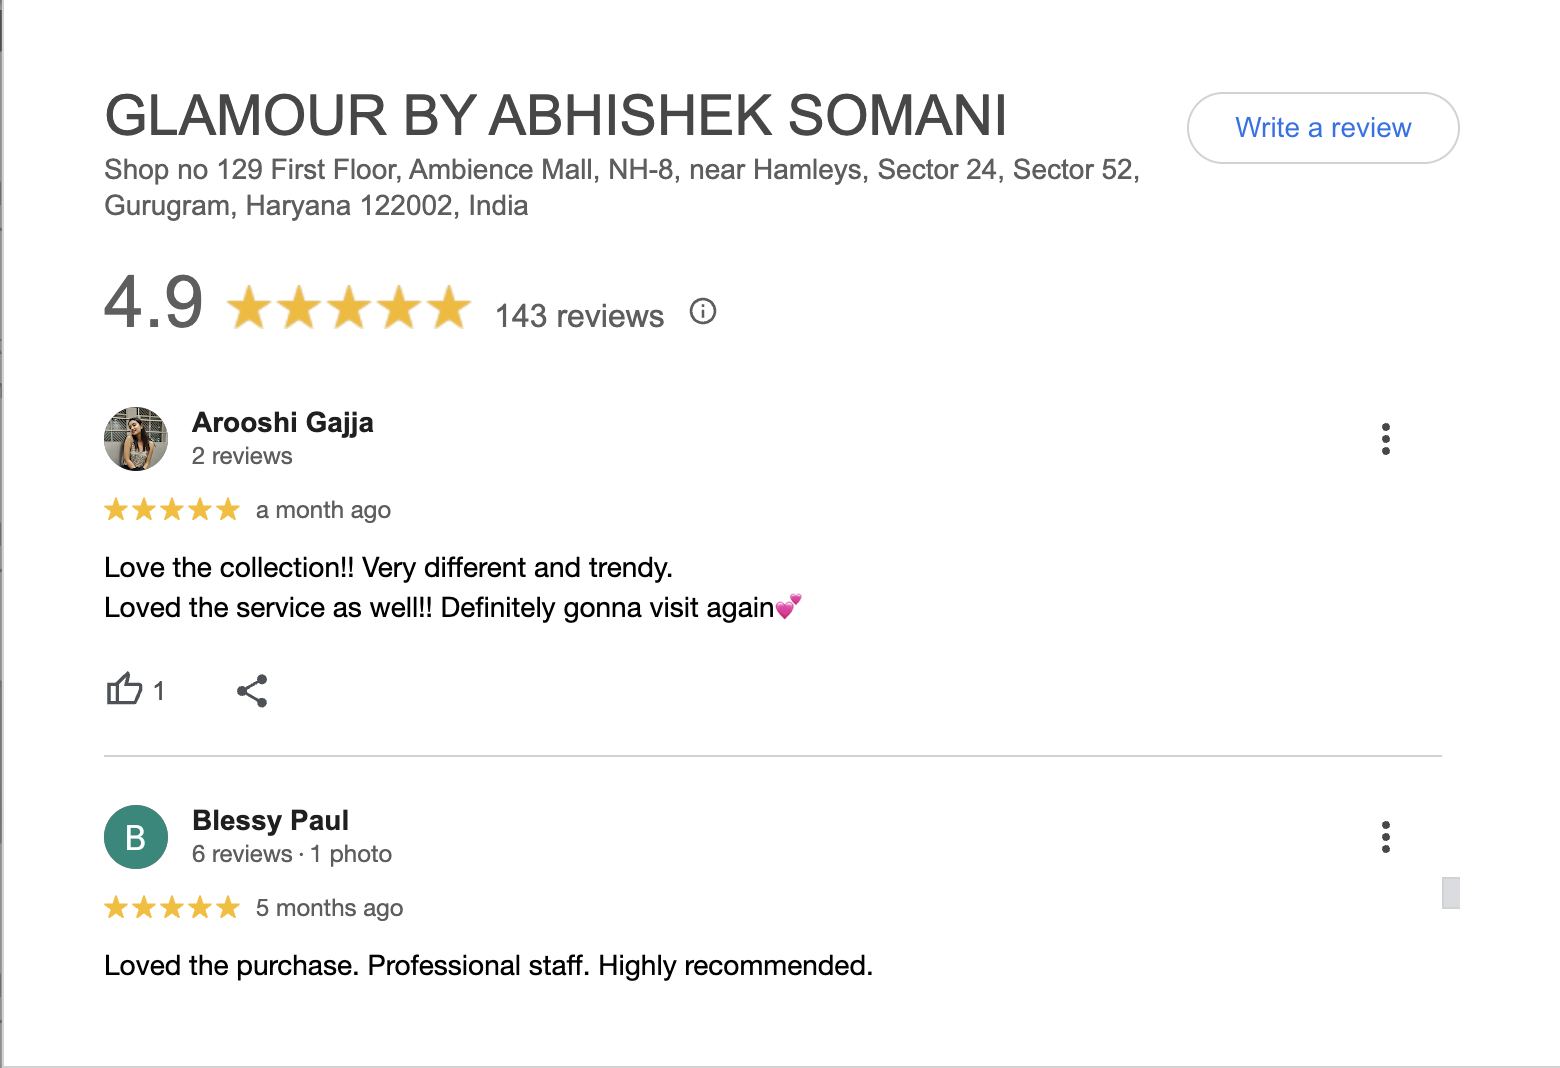 GLAMOUR BY ABHISHEK SOMANI
Write a review
Shop no 129 First Floor, Ambience Mall, NH-8, near Hamleys, Sector 24, Sector 52,
Gurugram, Haryana 122002, India
4.9 143 reviews
Arooshi Gajja
2 reviews
a month ago
Love the collection!! Very different and trendy.
Loved the service as well!! Definitely gonna visit again💕
1
B
Blessy Paul
6 reviews · 1 photo
5 months ago
Loved the purchase. Professional staff. Highly recommended.